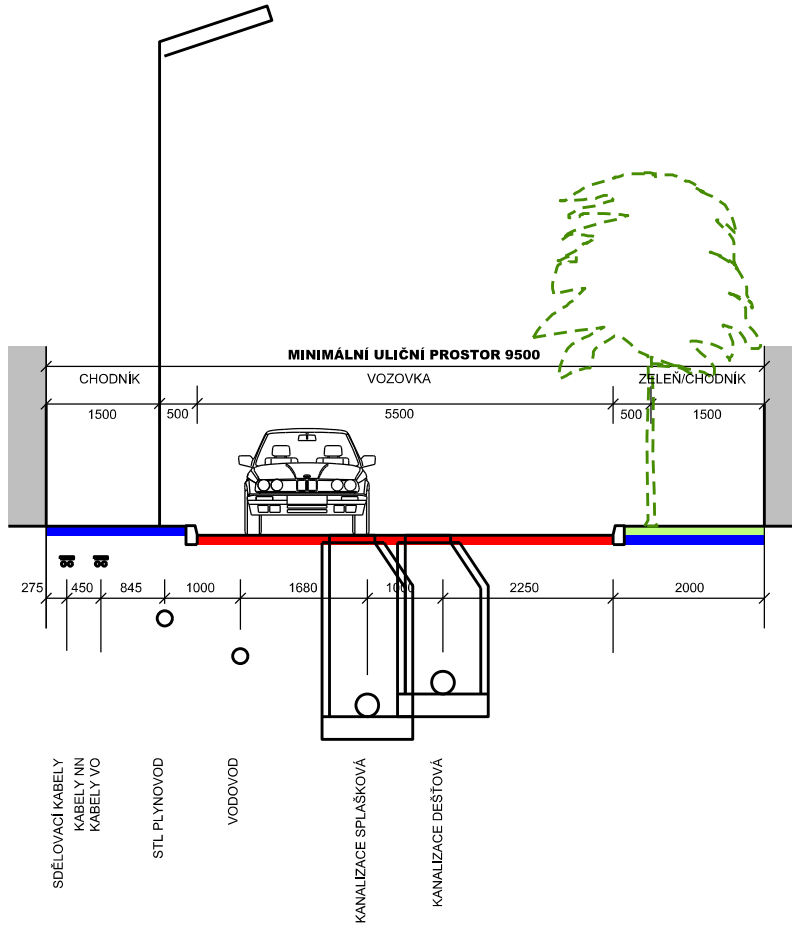 MINIMÁLNÍ ULIČNÍ PROSTOR 9500
CHODNÍK VOZOVKA ZELEŇ/CHODNÍK
1500 500 5500 500 1500
275 450 845 1000 1680 1000 2250 2000
SDĚLOVACÍ KABELY
KABELY NN
KABELY VO
STL PLYNOVOD
VODOVOD
KANALIZACE SPLAŠKOVÁ
KANALIZACE DEŠŤOVÁ